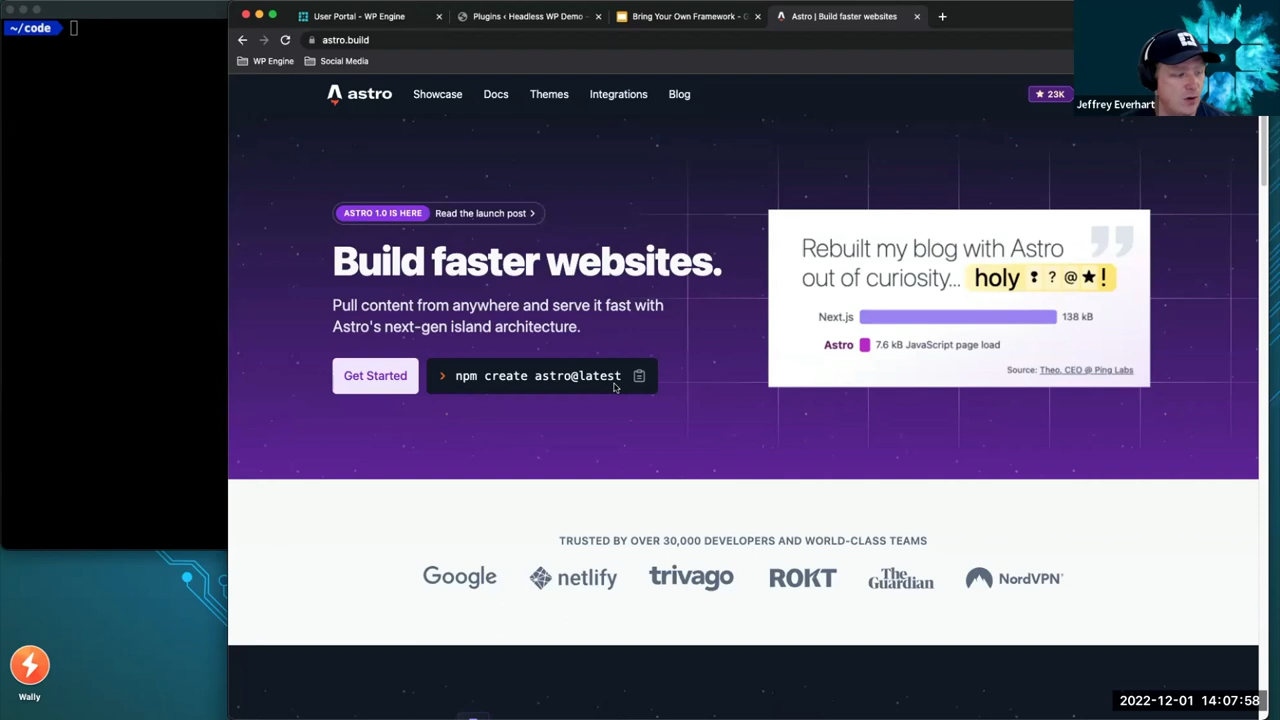 ~/code
User Portal - WP Engine
Plugins ‹ Headless WP Demo -
Bring Your Own Framework - G
Astro | Build faster websites
astro.build
WP Engine
Social Media
Jeffrey Everhart
astro
Showcase
Docs
Themes
Integrations
Blog
★ 23K
ASTRO 1.0 IS HERE
Read the launch post >
Build faster websites.
Pull content from anywhere and serve it fast with
Astro's next-gen island architecture.
Get Started
> npm create astro@latest
Rebuilt my blog with Astro
out of curiosity... holy ! ? @ ★ !
Next.js 138 kB
Astro 7.6 kB JavaScript page load
Source: Theo, CEO @ Ping Labs
TRUSTED BY OVER 30,000 DEVELOPERS AND WORLD-CLASS TEAMS
Google
netlify
trivago
ROKT
The
Guardian
NordVPN
Wally
2022-12-01 14:07:58